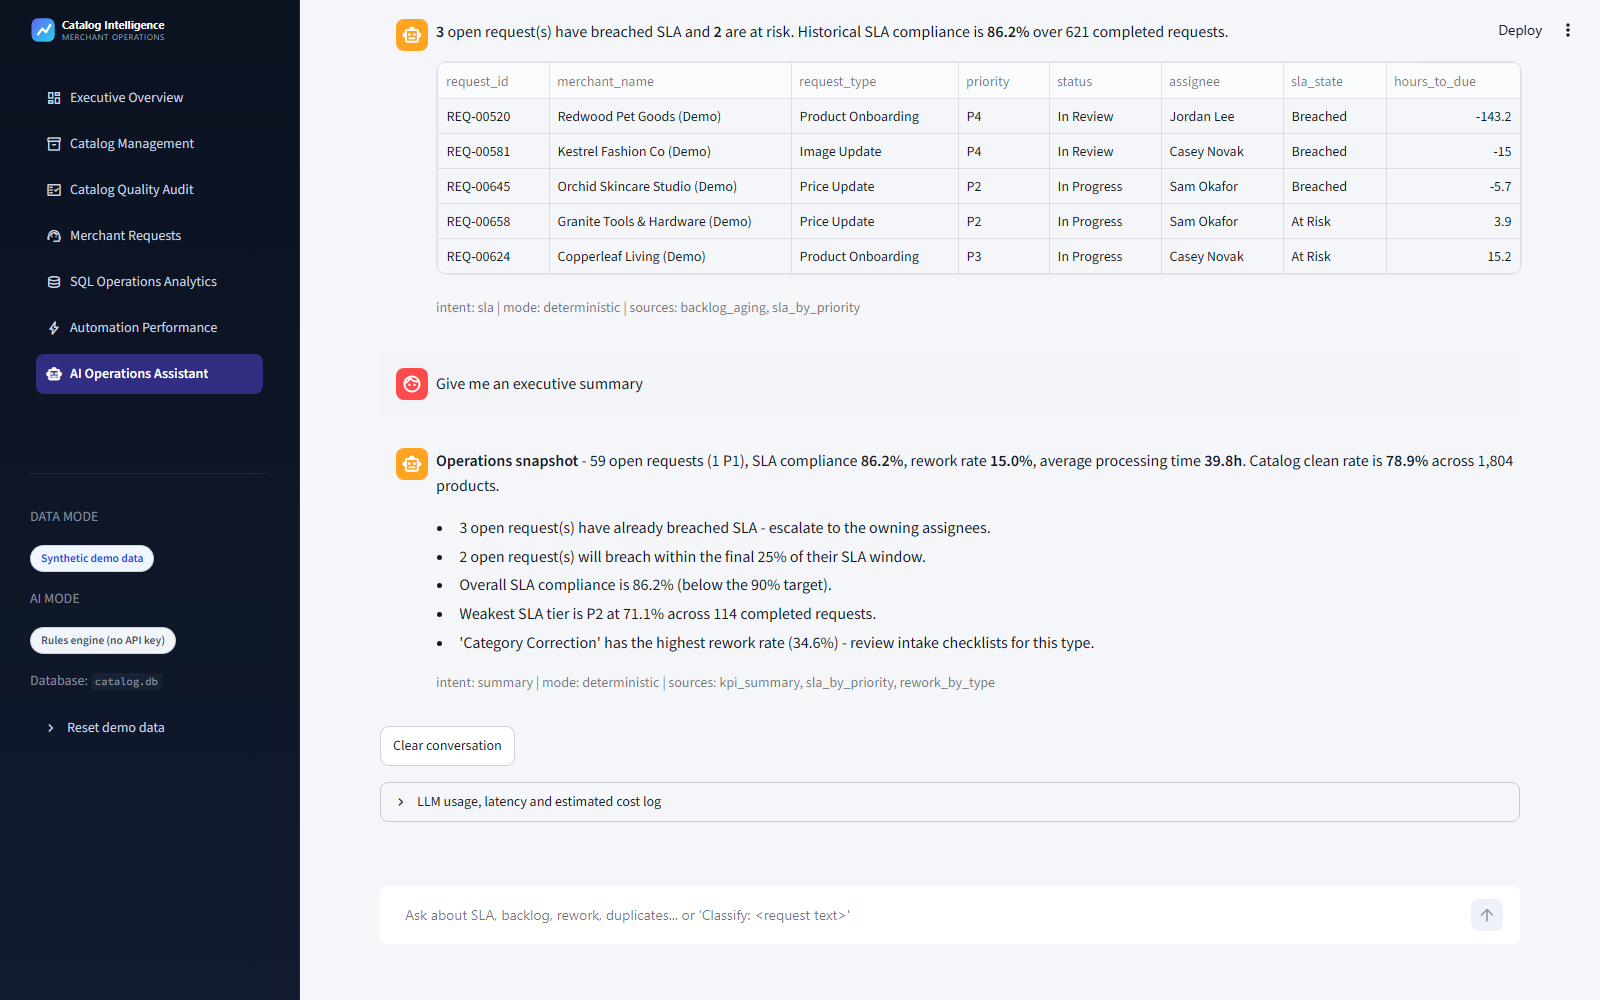 Catalog Intelligence
MERCHANT OPERATIONS
Executive Overview
Catalog Management
Catalog Quality Audit
Merchant Requests
SQL Operations Analytics
Automation Performance
AI Operations Assistant
DATA MODE
Synthetic demo data
AI MODE
Rules engine (no API key)
Database: catalog.db
Reset demo data
Deploy
3 open request(s) have breached SLA and 2 are at risk. Historical SLA compliance is 86.2% over 621 completed requests.
request_id merchant_name request_type priority status assignee sla_state hours_to_due
REQ-00520 Redwood Pet Goods (Demo) Product Onboarding P4 In Review Jordan Lee Breached -143.2
REQ-00581 Kestrel Fashion Co (Demo) Image Update P4 In Review Casey Novak Breached -15
REQ-00645 Orchid Skincare Studio (Demo) Price Update P2 In Progress Sam Okafor Breached -5.7
REQ-00658 Granite Tools & Hardware (Demo) Price Update P2 In Progress Sam Okafor At Risk 3.9
REQ-00624 Copperleaf Living (Demo) Product Onboarding P3 In Progress Casey Novak At Risk 15.2
intent: sla | mode: deterministic | sources: backlog_aging, sla_by_priority
Give me an executive summary
Operations snapshot - 59 open requests (1 P1), SLA compliance 86.2%, rework rate 15.0%, average processing time 39.8h. Catalog clean rate is 78.9% across 1,804
products.
• 3 open request(s) have already breached SLA - escalate to the owning assignees.
• 2 open request(s) will breach within the final 25% of their SLA window.
• Overall SLA compliance is 86.2% (below the 90% target).
• Weakest SLA tier is P2 at 71.1% across 114 completed requests.
• 'Category Correction' has the highest rework rate (34.6%) - review intake checklists for this type.
intent: summary | mode: deterministic | sources: kpi_summary, sla_by_priority, rework_by_type
Clear conversation
LLM usage, latency and estimated cost log
Ask about SLA, backlog, rework, duplicates... or 'Classify: <request text>'